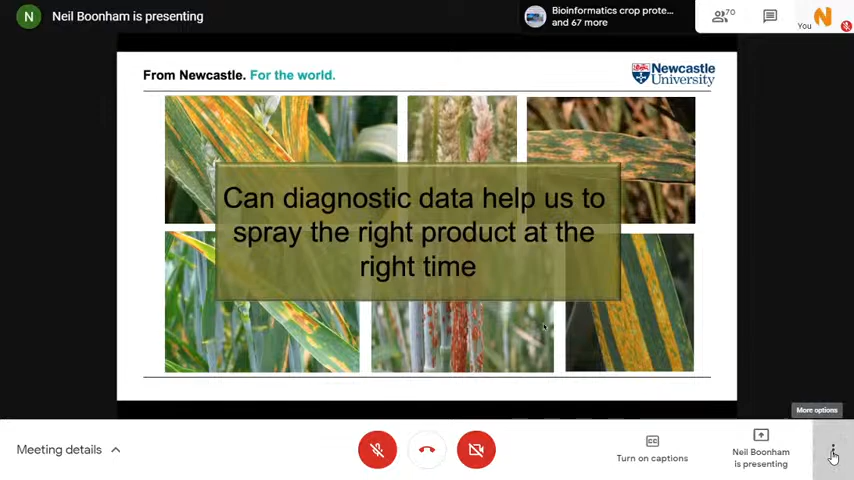 N
Neil Boonham is presenting
Bioinformatics crop prote...
and 67 more
70
You
N
From Newcastle. For the world.
Newcastle
University
Can diagnostic data help us to
spray the right product at the
right time
More options
Meeting details
CC
Turn on captions
Neil Boonham
is presenting